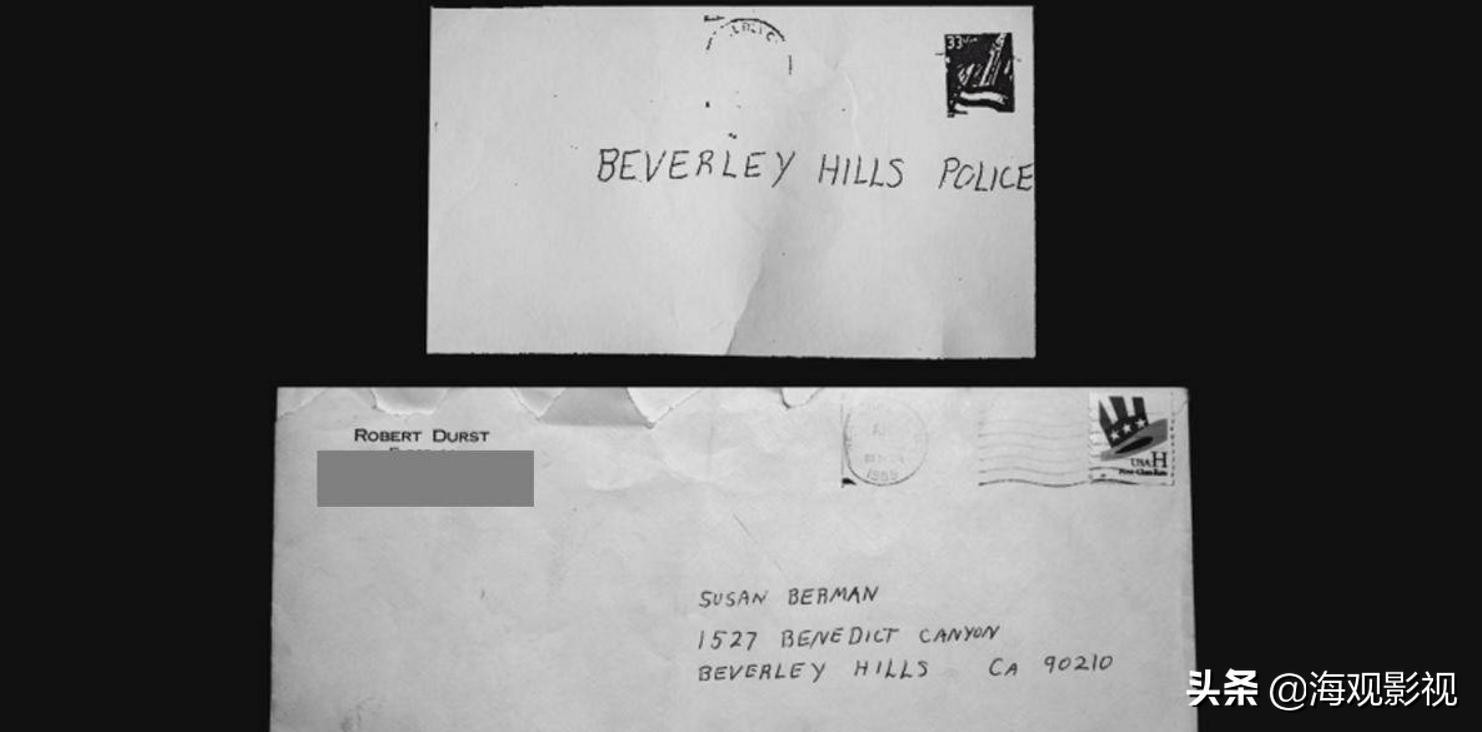 33
BEVERLEY HILLS POLICE
ROBERT DURST
1999
USA H
SUSAN BERMAN
1527 BENEDICT CANYON
BEVERLEY HILLS CA 90210
头条 @海观影视